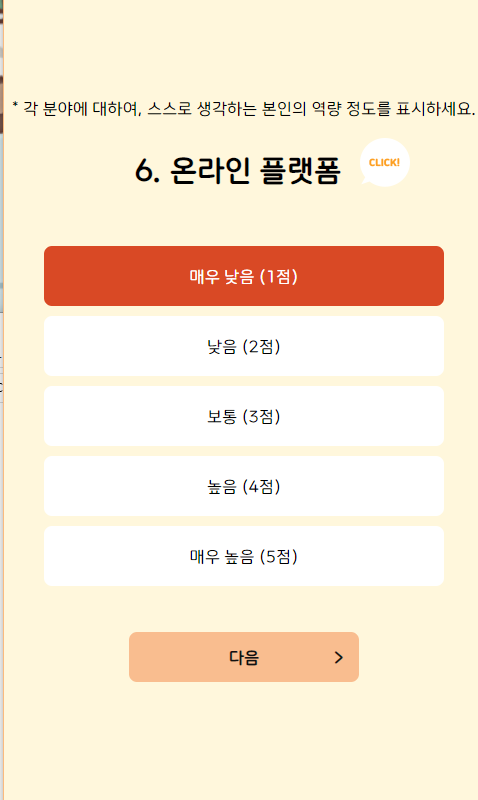 * 각 분야에 대하여, 스스로 생각하는 본인의 역량 정도를 표시하세요.
6. 온라인 플랫폼
CLICK!
매우 낮음 (1점)
낮음 (2점)
보통 (3점)
높음 (4점)
매우 높음 (5점)
다음